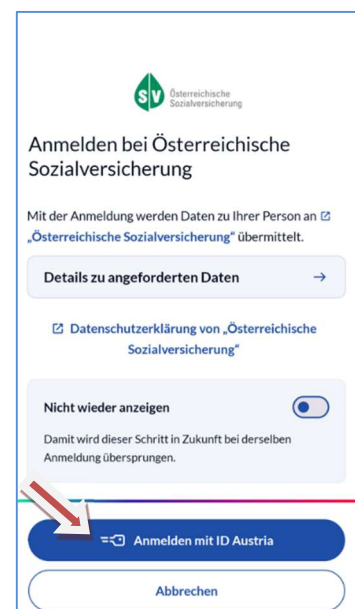 SV
Österreichische
Sozialversicherung
Anmelden bei Österreichische
Sozialversicherung
Mit der Anmeldung werden Daten zu Ihrer Person an
„Österreichische Sozialversicherung“ übermittelt.
Details zu angeforderten Daten →
Datenschutzerklärung von „Österreichische
Sozialversicherung“
Nicht wieder anzeigen
Damit wird dieser Schritt in Zukunft bei derselben
Anmeldung übersprungen.
Anmelden mit ID Austria
Abbrechen